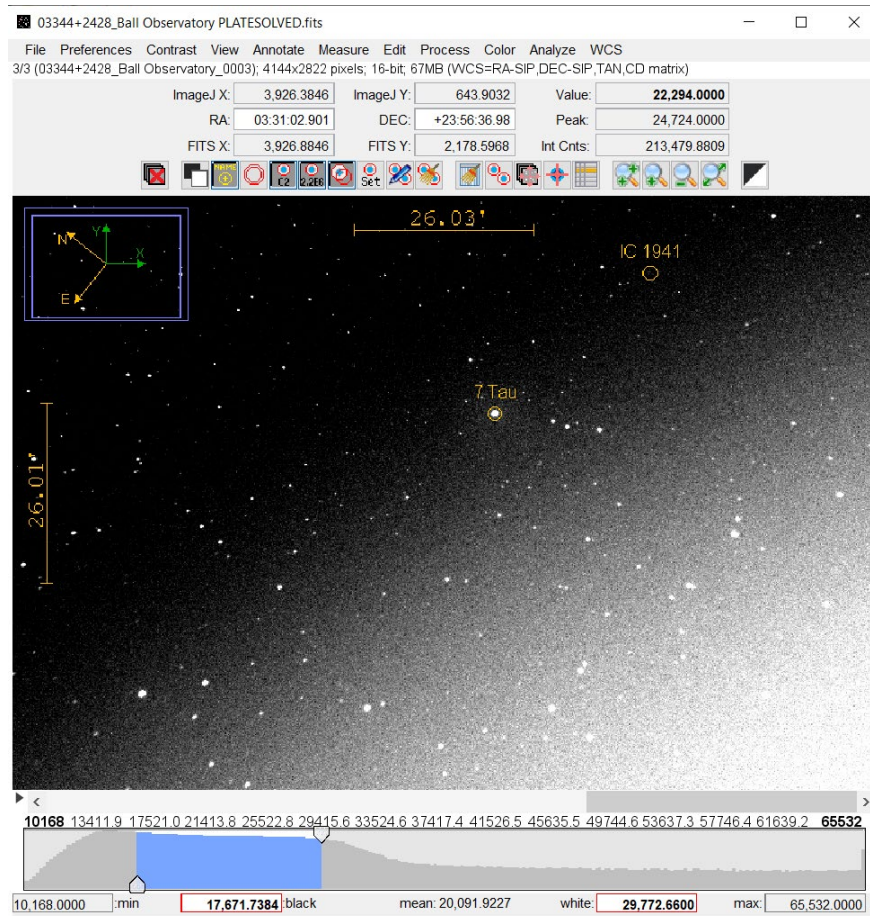 03344+2428_Ball Observatory PLATESOLVED.fits
File Preferences Contrast View Annotate Measure Edit Process Color Analyze WCS
3/3 (03344+2428_Ball Observatory_0003); 4144x2822 pixels; 16-bit; 67MB (WCS=RA-SIP,DEC-SIP,TAN,CD matrix)
ImageJ X: 3,926.3846 ImageJ Y: 643.9032 Value: 22,294.0000
RA: 03:31:02.901 DEC: +23:56:36.98 Peak: 24,724.0000
FITS X: 3,926.8846 FITS Y: 2,178.5968 Int Cnts: 213,479.8809
NAME C2 2.2E6 Set
26.03'
N Y X E
IC 1941
7 Tau
26.01'
10168 13411.9 17521.0 21413.8 25522.8 29415.6 33524.6 37417.4 41526.5 45635.5 49744.6 53637.3 57746.4 61639.2 65532
10,168.0000 :min 17,671.7384 :black mean: 20,091.9227 white: 29,772.6600 max: 65,532.0000